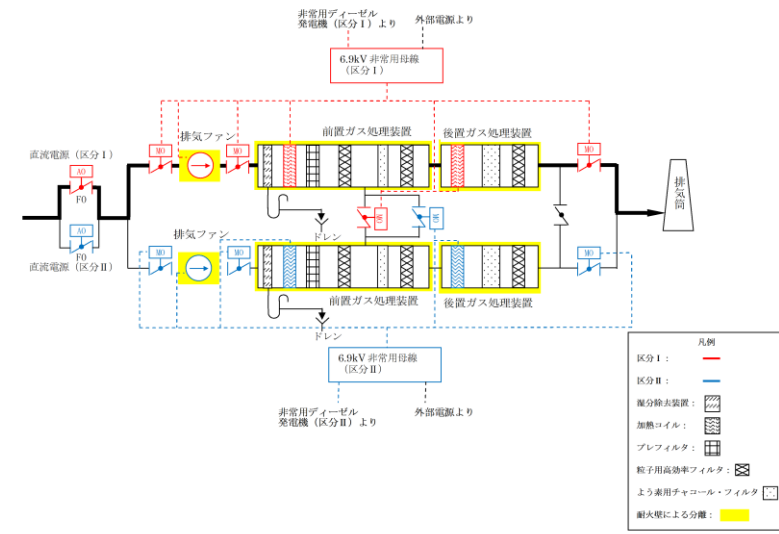 非常用ディーゼル
発電機（区分Ⅰ）より
外部電源より
6.9kV 非常用母線
（区分Ⅰ）
排気ファン
前置ガス処理装置
後置ガス処理装置
直流電源（区分Ⅰ）
MO
MO
MO
AO
FO
排気筒
MO
MO
ドレン
AO
FO
直流電源（区分Ⅱ）
排気ファン
MO
MO
MO
前置ガス処理装置
後置ガス処理装置
ドレン
6.9kV 非常用母線
（区分Ⅱ）
非常用ディーゼル
発電機（区分Ⅱ）より
外部電源より
凡例
区分Ⅰ：
区分Ⅱ：
湿分除去装置：
加熱コイル：
プレフィルタ：
粒子用高効率フィルタ：
よう素用チャコール・フィルタ
耐火壁による分離：